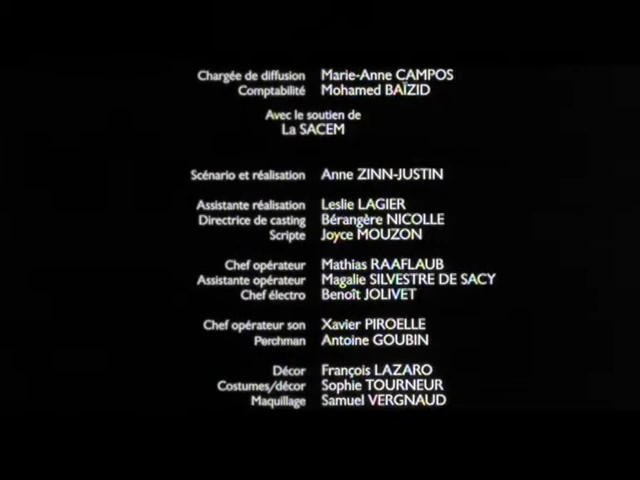 Chargée de diffusion Marie-Anne CAMPOS
Comptabilité Mohamed BAÏZID
Avec le soutien de
La SACEM
Scénario et réalisation Anne ZINN-JUSTIN
Assistante réalisation Leslie LAGIER
Directrice de casting Bérangère NICOLLE
Scripte Joyce MOUZON
Chef opérateur Mathias RAAFLAUB
Assistante opérateur Magalie SILVESTRE DE SACY
Chef électro Benoît JOLIVET
Chef opérateur son Xavier PIROELLE
Perchman Antoine GOUBIN
Décor François LAZARO
Costumes/décor Sophie TOURNEUR
Maquillage Samuel VERGNAUD